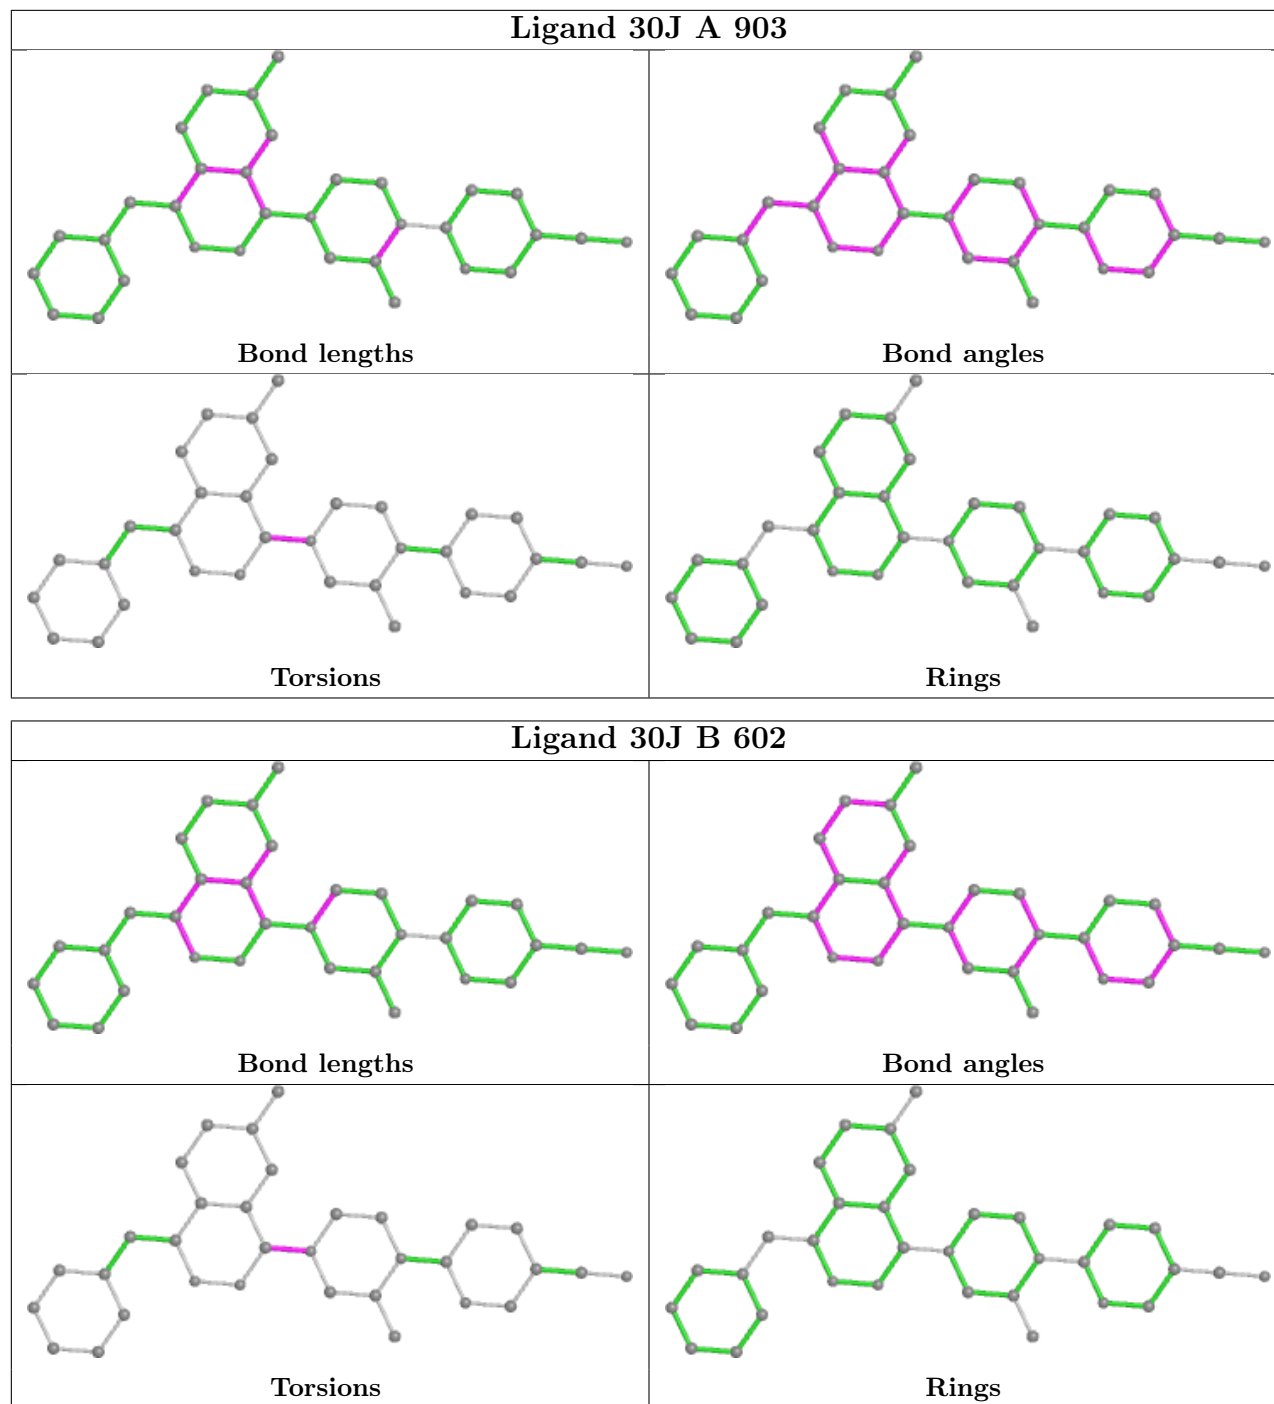 Ligand 30J A 903
Bond lengths
Bond angles
Torsions
Rings
Ligand 30J B 602
Bond lengths
Bond angles
Torsions
Rings